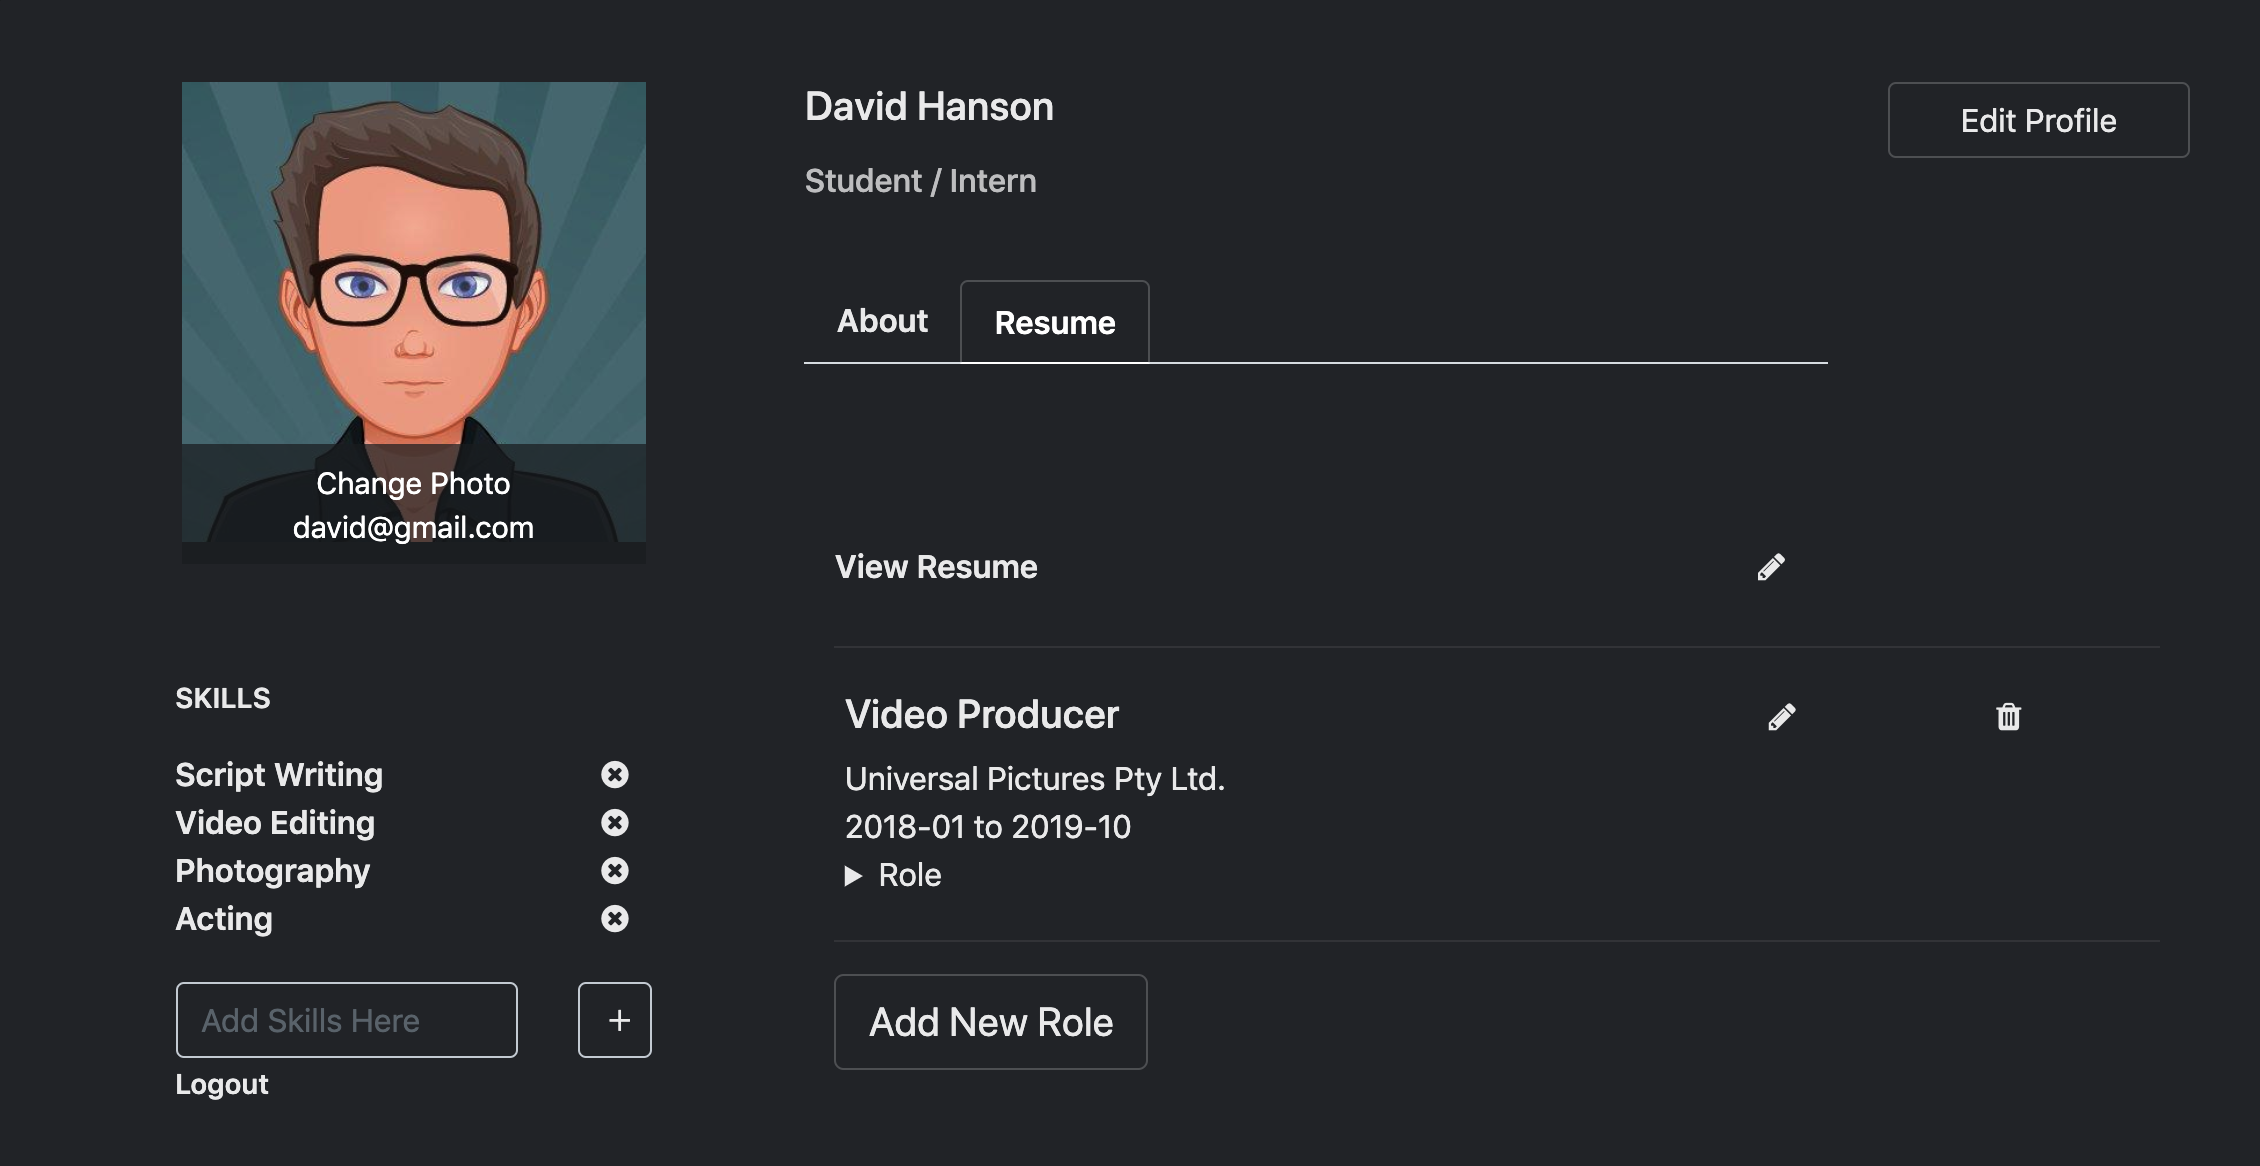 David Hanson
Edit Profile
Student / Intern
About
Resume
Change Photo
david@gmail.com
View Resume
SKILLS
Script Writing
Video Editing
Photography
Acting
Add Skills Here
+
Logout
Video Producer
Universal Pictures Pty Ltd.
2018-01 to 2019-10
Role
Add New Role